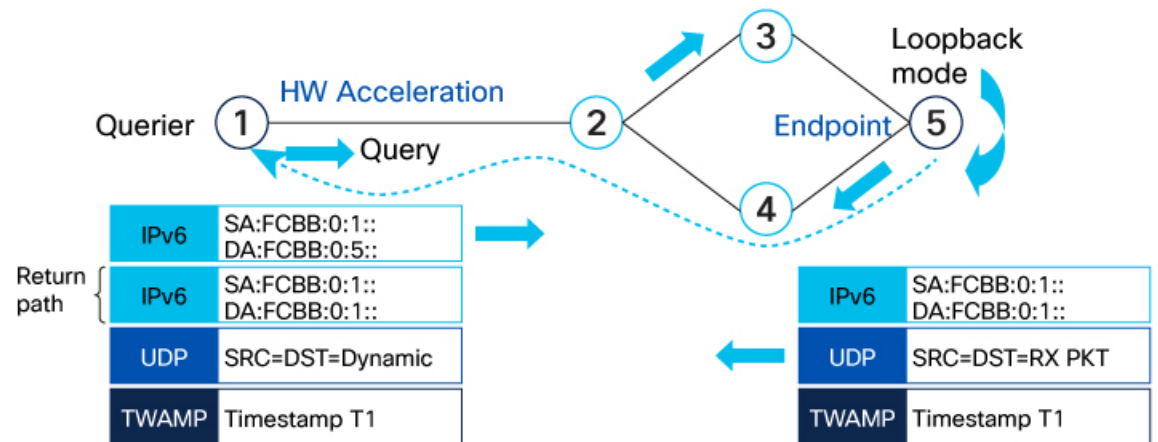 3
Loopback
mode
HW Acceleration
Querier 1
2
Endpoint 5
Query
4
IPv6 SA:FCBB:0:1::
DA:FCBB:0:5::
Return
path
IPv6 SA:FCBB:0:1::
DA:FCBB:0:1::
UDP SRC=DST=Dynamic
TWAMP Timestamp T1
IPv6 SA:FCBB:0:1::
DA:FCBB:0:1::
UDP SRC=DST=RX PKT
TWAMP Timestamp T1